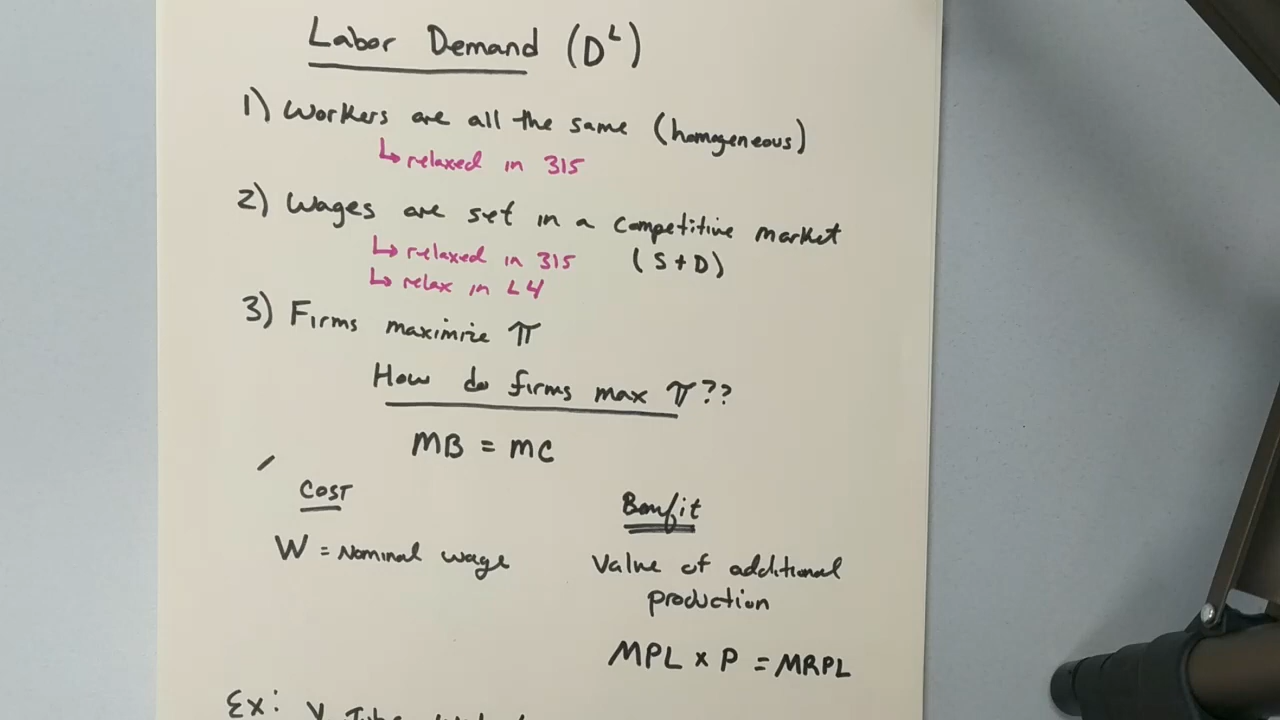 Labor Demand (Dᴸ)
1) Workers are all the same (homogeneous)
↳ relaxed in 315
2) Wages are set in a competitive market
↳ relaxed in 315 (S+D)
↳ relax in L4
3) Firms maximize π
How do firms max π??
MB = MC
Cost Benefit
W = Nominal wage Value of additional
production
MPL x P = MRPL
Ex: